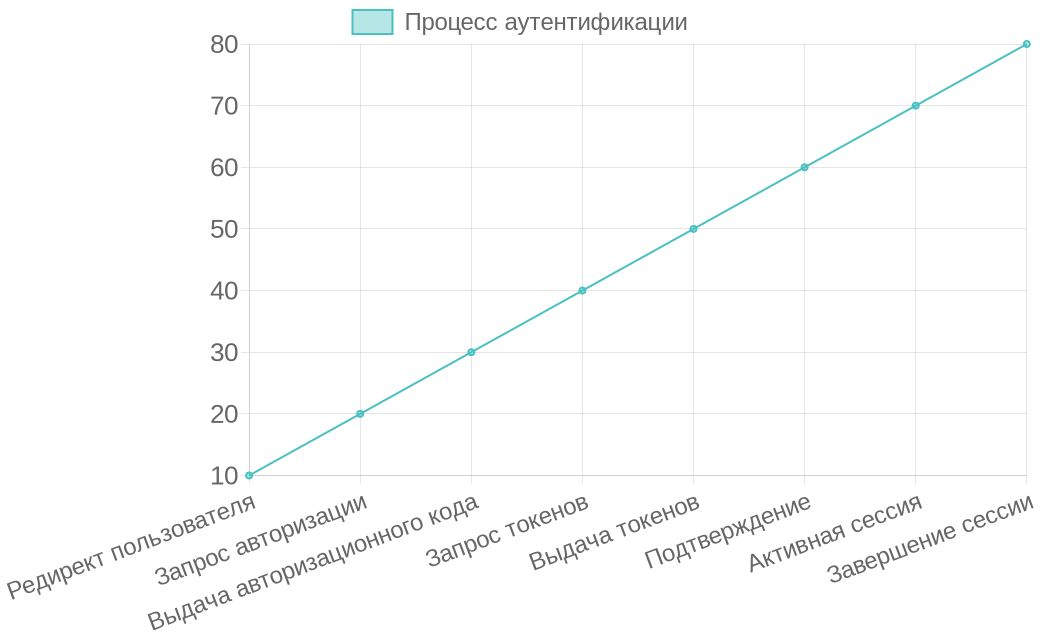 Процесс аутентификации
80
70
60
50
40
30
20
10
Редирект пользователя
Запрос авторизации
Выдача авторизационного кода
Запрос токенов
Выдача токенов
Подтверждение
Активная сессия
Завершение сессии